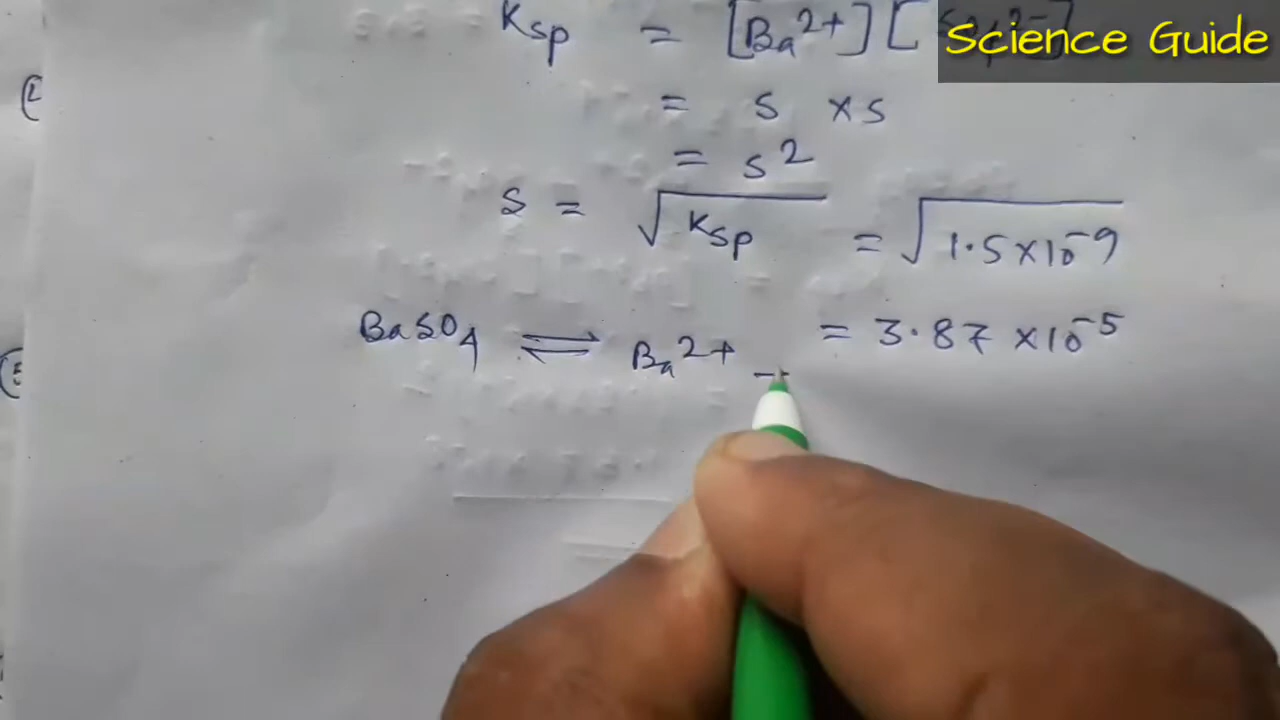 Ksp = [Ba2+] [
Science Guide
= s × s
= s2
s = √Ksp = √1.5×10-9
= 3.87 ×10-5
BaSO4 ⇌ Ba2+